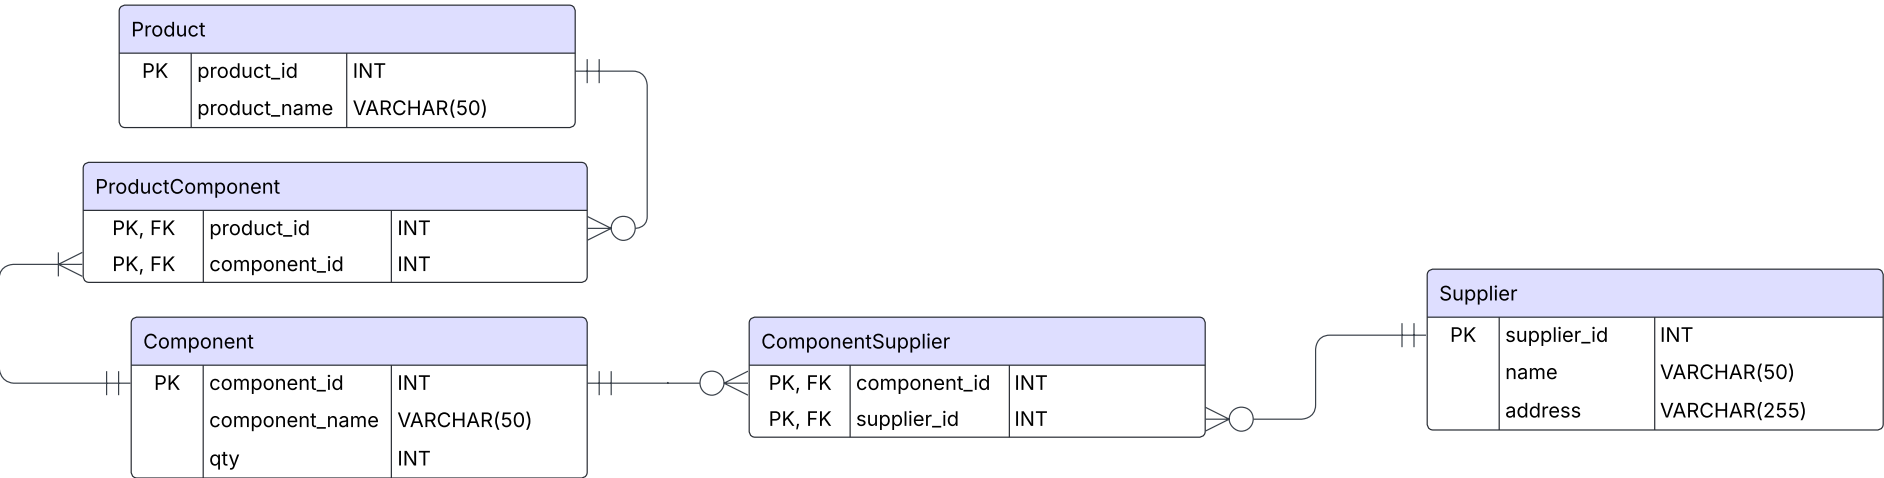 Product
PK product_id INT
product_name VARCHAR(50)
ProductComponent
PK, FK product_id INT
PK, FK component_id INT
Component
PK component_id INT
component_name VARCHAR(50)
qty INT
ComponentSupplier
PK, FK component_id INT
PK, FK supplier_id INT
Supplier
PK supplier_id INT
name VARCHAR(50)
address VARCHAR(255)